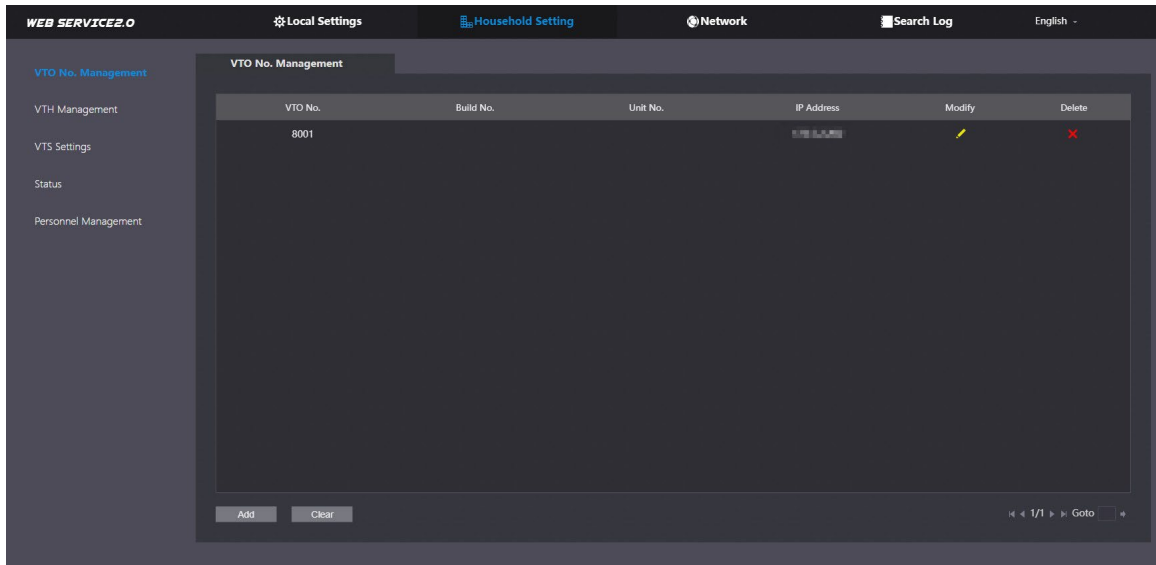 WEB SERVICE2.0 Local Settings Household Setting Network Search Log English
VTO No. Management
VTH Management
VTS Settings
Status
Personnel Management
VTO No. Management
VTO No. Build No. Unit No. IP Address Modify Delete
8001
Add Clear 1/1 Goto